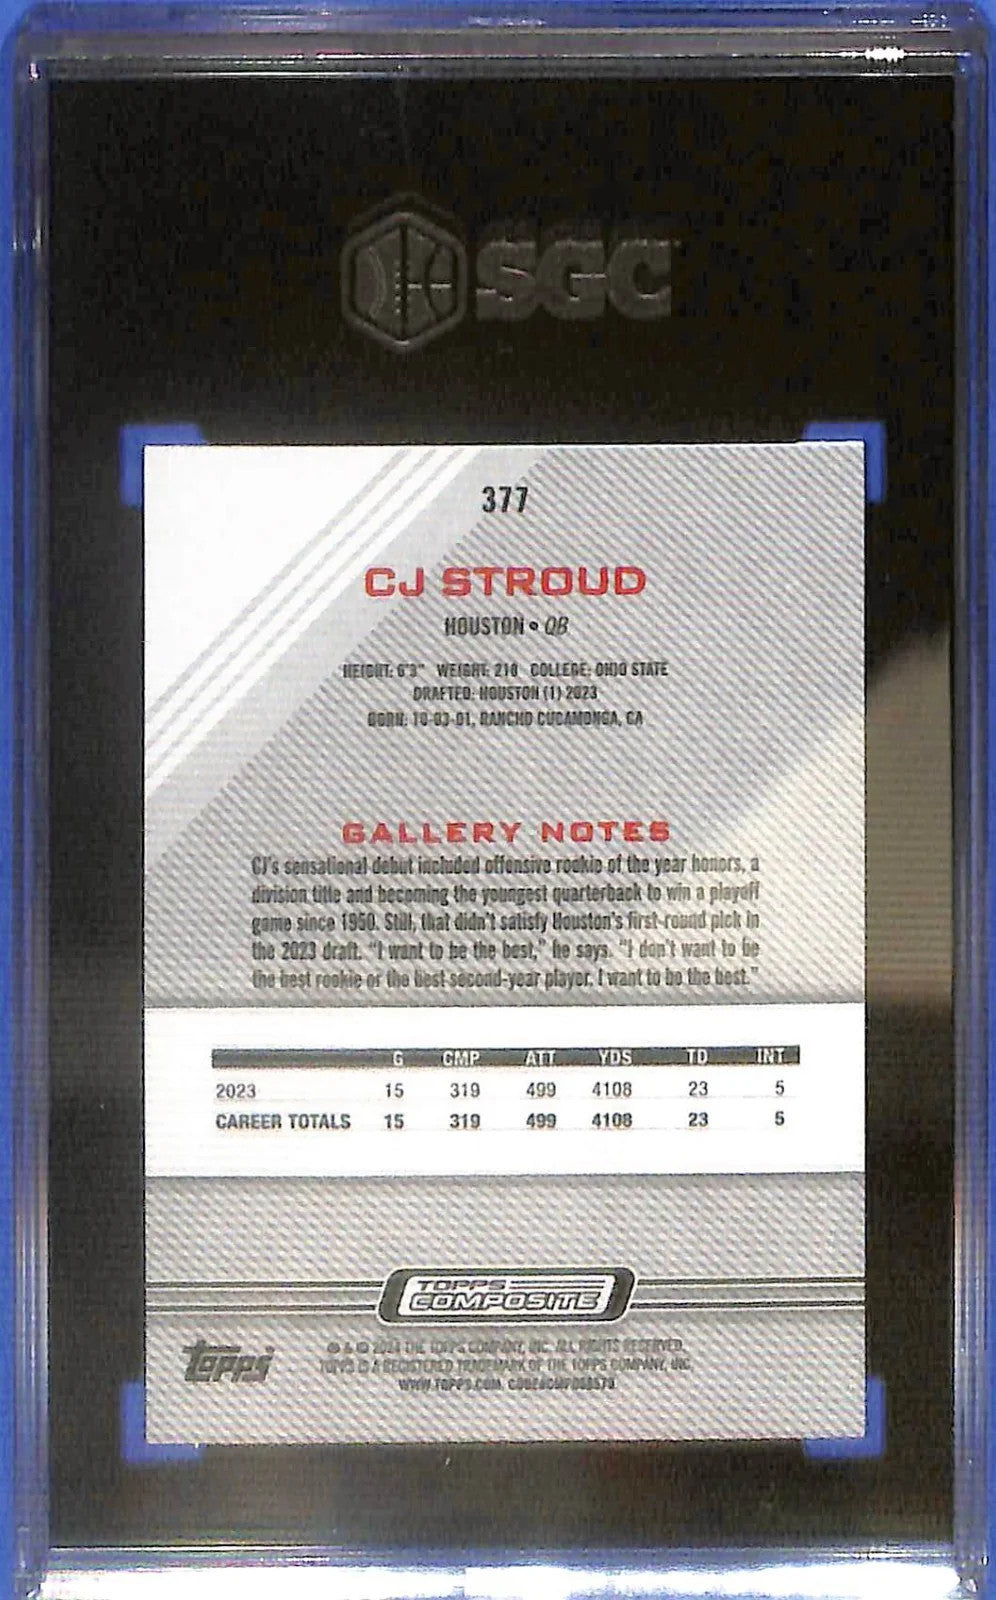 SGC
377
CJ STROUD
HOUSTON • QB
HEIGHT: 6'3" WEIGHT: 218 COLLEGE: OHIO STATE
DRAFTED: HOUSTON (1) 2023
BORN: 10-03-01, RANCHO CUCAMONGA, CA
GALLERY NOTES
CJ's sensational debut included offensive rookie of the year honors, a
division title and becoming the youngest quarterback to win a playoff
game since 1950. Still, that didn't satisfy Houston's first-round pick in
the 2023 draft. "I want to be the best," he says. "I don't want to be
the best rookie or the best second-year player. I want to be the best."
G CMP ATT YDS TD INT
2023 15 319 499 4108 23 5
CAREER TOTALS 15 319 499 4108 23 5
TOPPS
COMPOSITE
topps
® & © 2024 THE TOPPS COMPANY, INC. ALL RIGHTS RESERVED.
TOPPS IS A REGISTERED TRADEMARK OF THE TOPPS COMPANY, INC.
WWW.TOPPS.COM